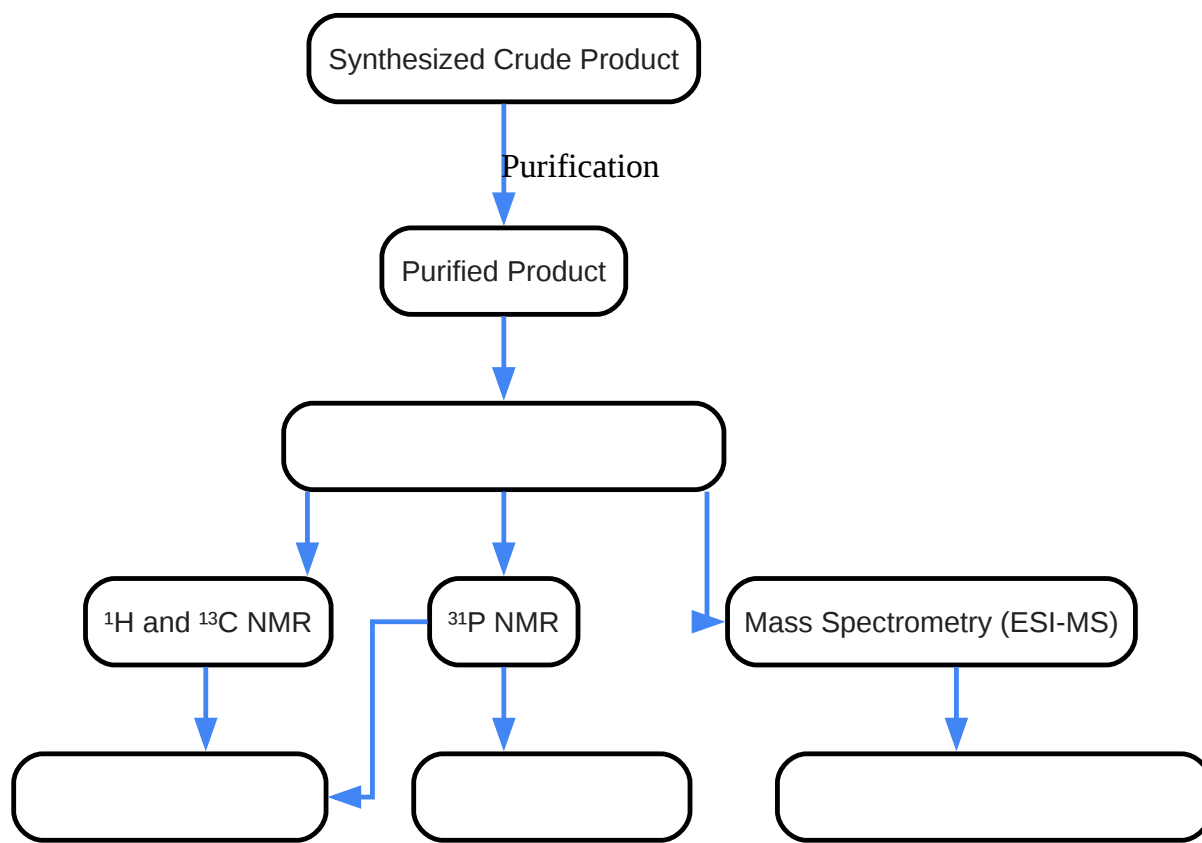 Synthesized Crude Product
Purification
Purified Product
¹H and ¹³C NMR
³¹P NMR
Mass Spectrometry (ESI-MS)